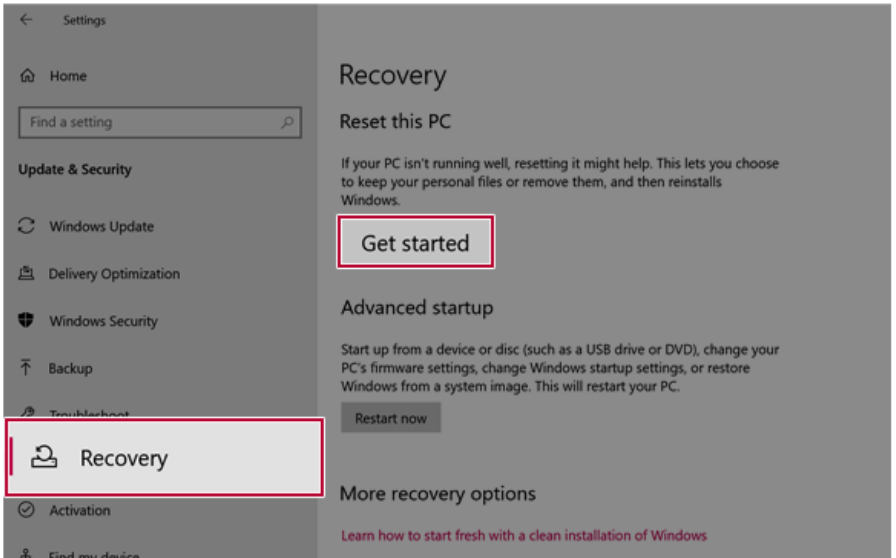 Settings
Home
Find a setting
Update & Security
Windows Update
Delivery Optimization
Windows Security
Backup
Troubleshoot
Recovery
Activation
Find my device
Recovery
Reset this PC
If your PC isn't running well, resetting it might help. This lets you choose
to keep your personal files or remove them, and then reinstalls
Windows.
Get started
Advanced startup
Start up from a device or disc (such as a USB drive or DVD), change your
PC's firmware settings, change Windows startup settings, or restore
Windows from a system image. This will restart your PC.
Restart now
More recovery options
Learn how to start fresh with a clean installation of Windows